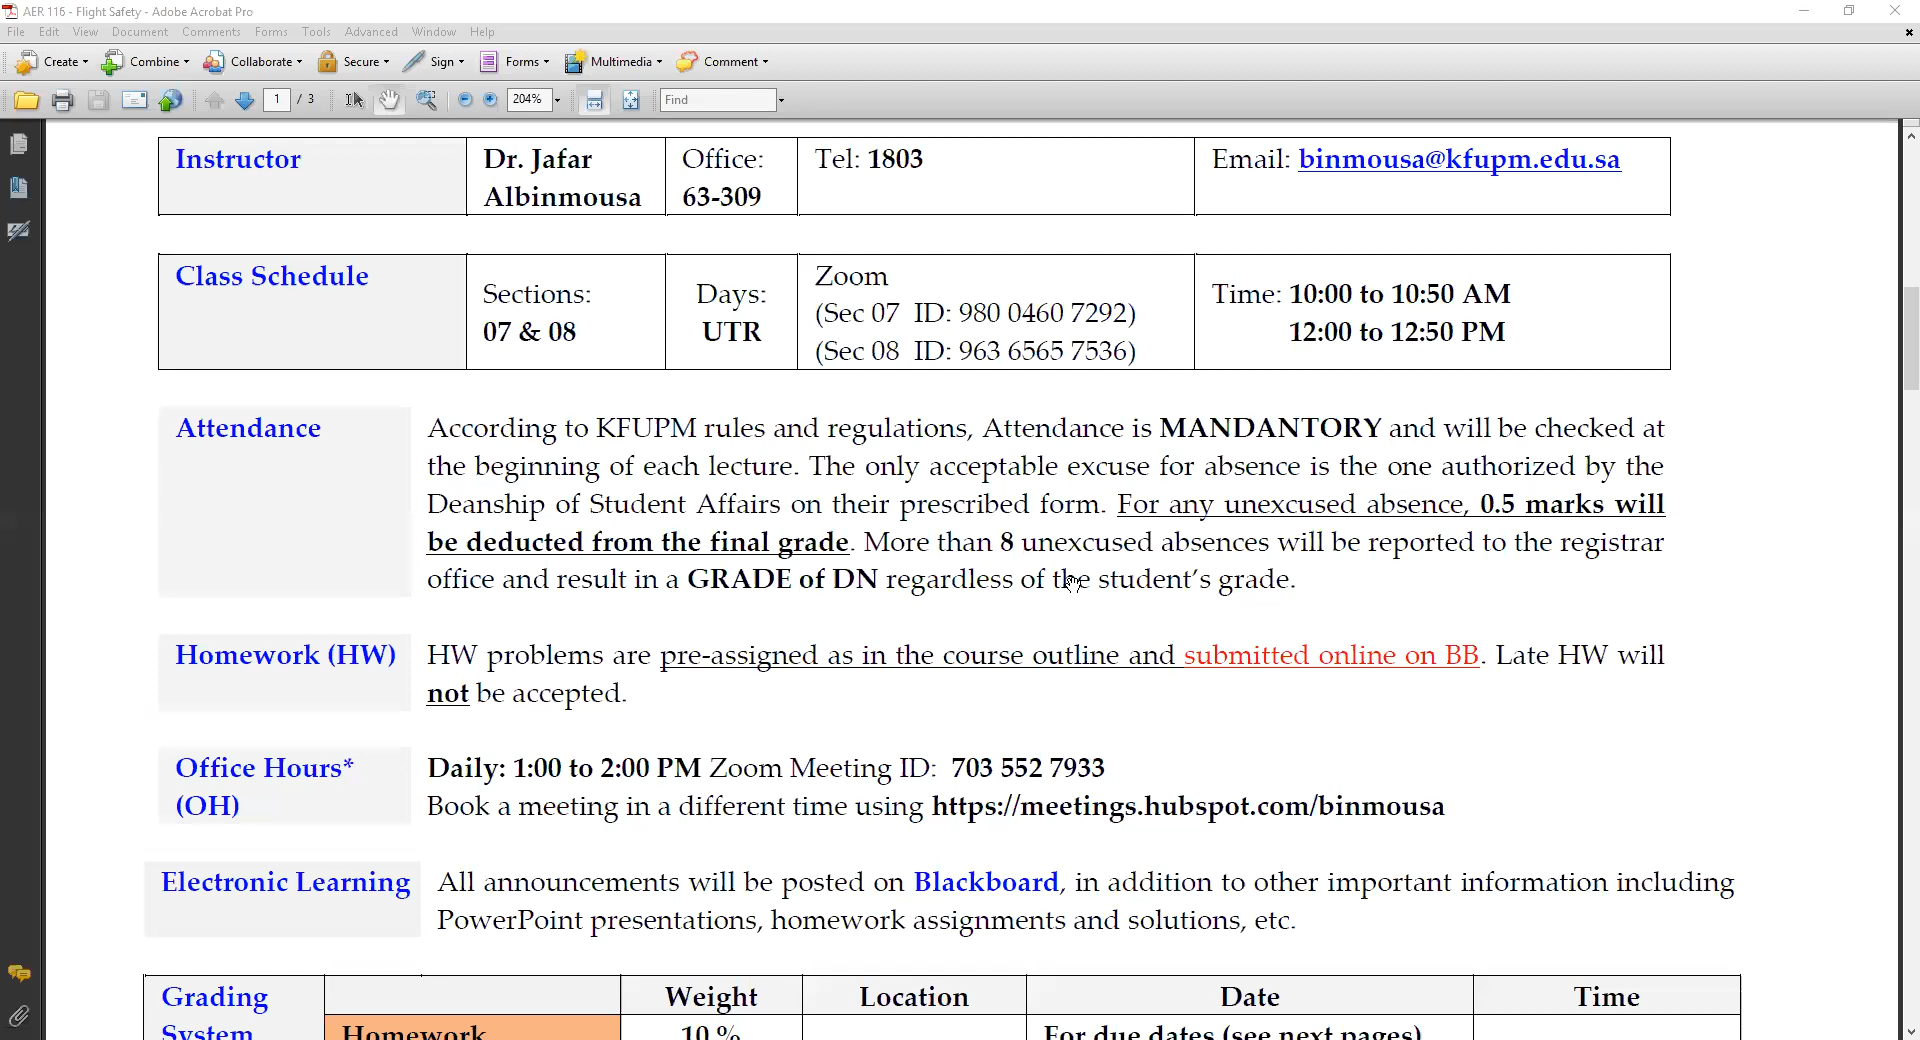 AER 116 - Flight Safety - Adobe Acrobat Pro
File Edit View Document Comments Forms Tools Advanced Window Help
Create Combine Collaborate Secure Sign Forms Multimedia Comment
1 / 3 204% Find
Instructor
Dr. Jafar
Albinmousa
Office:
63-309
Tel: 1803
Email: binmousa@kfupm.edu.sa
Class Schedule
Sections:
07 & 08
Days:
UTR
Zoom
(Sec 07 ID: 980 0460 7292)
(Sec 08 ID: 963 6565 7536)
Time: 10:00 to 10:50 AM
12:00 to 12:50 PM
Attendance
According to KFUPM rules and regulations, Attendance is MANDANTORY and will be checked at
the beginning of each lecture. The only acceptable excuse for absence is the one authorized by the
Deanship of Student Affairs on their prescribed form. For any unexcused absence, 0.5 marks will
be deducted from the final grade. More than 8 unexcused absences will be reported to the registrar
office and result in a GRADE of DN regardless of the student’s grade.
Homework (HW)
HW problems are pre-assigned as in the course outline and submitted online on BB. Late HW will
not be accepted.
Office Hours*
(OH)
Daily: 1:00 to 2:00 PM Zoom Meeting ID: 703 552 7933
Book a meeting in a different time using https://meetings.hubspot.com/binmousa
Electronic Learning
All announcements will be posted on Blackboard, in addition to other important information including
PowerPoint presentations, homework assignments and solutions, etc.
Grading
System
Weight Location Date Time
Homework 10 % For due dates (see next pages)